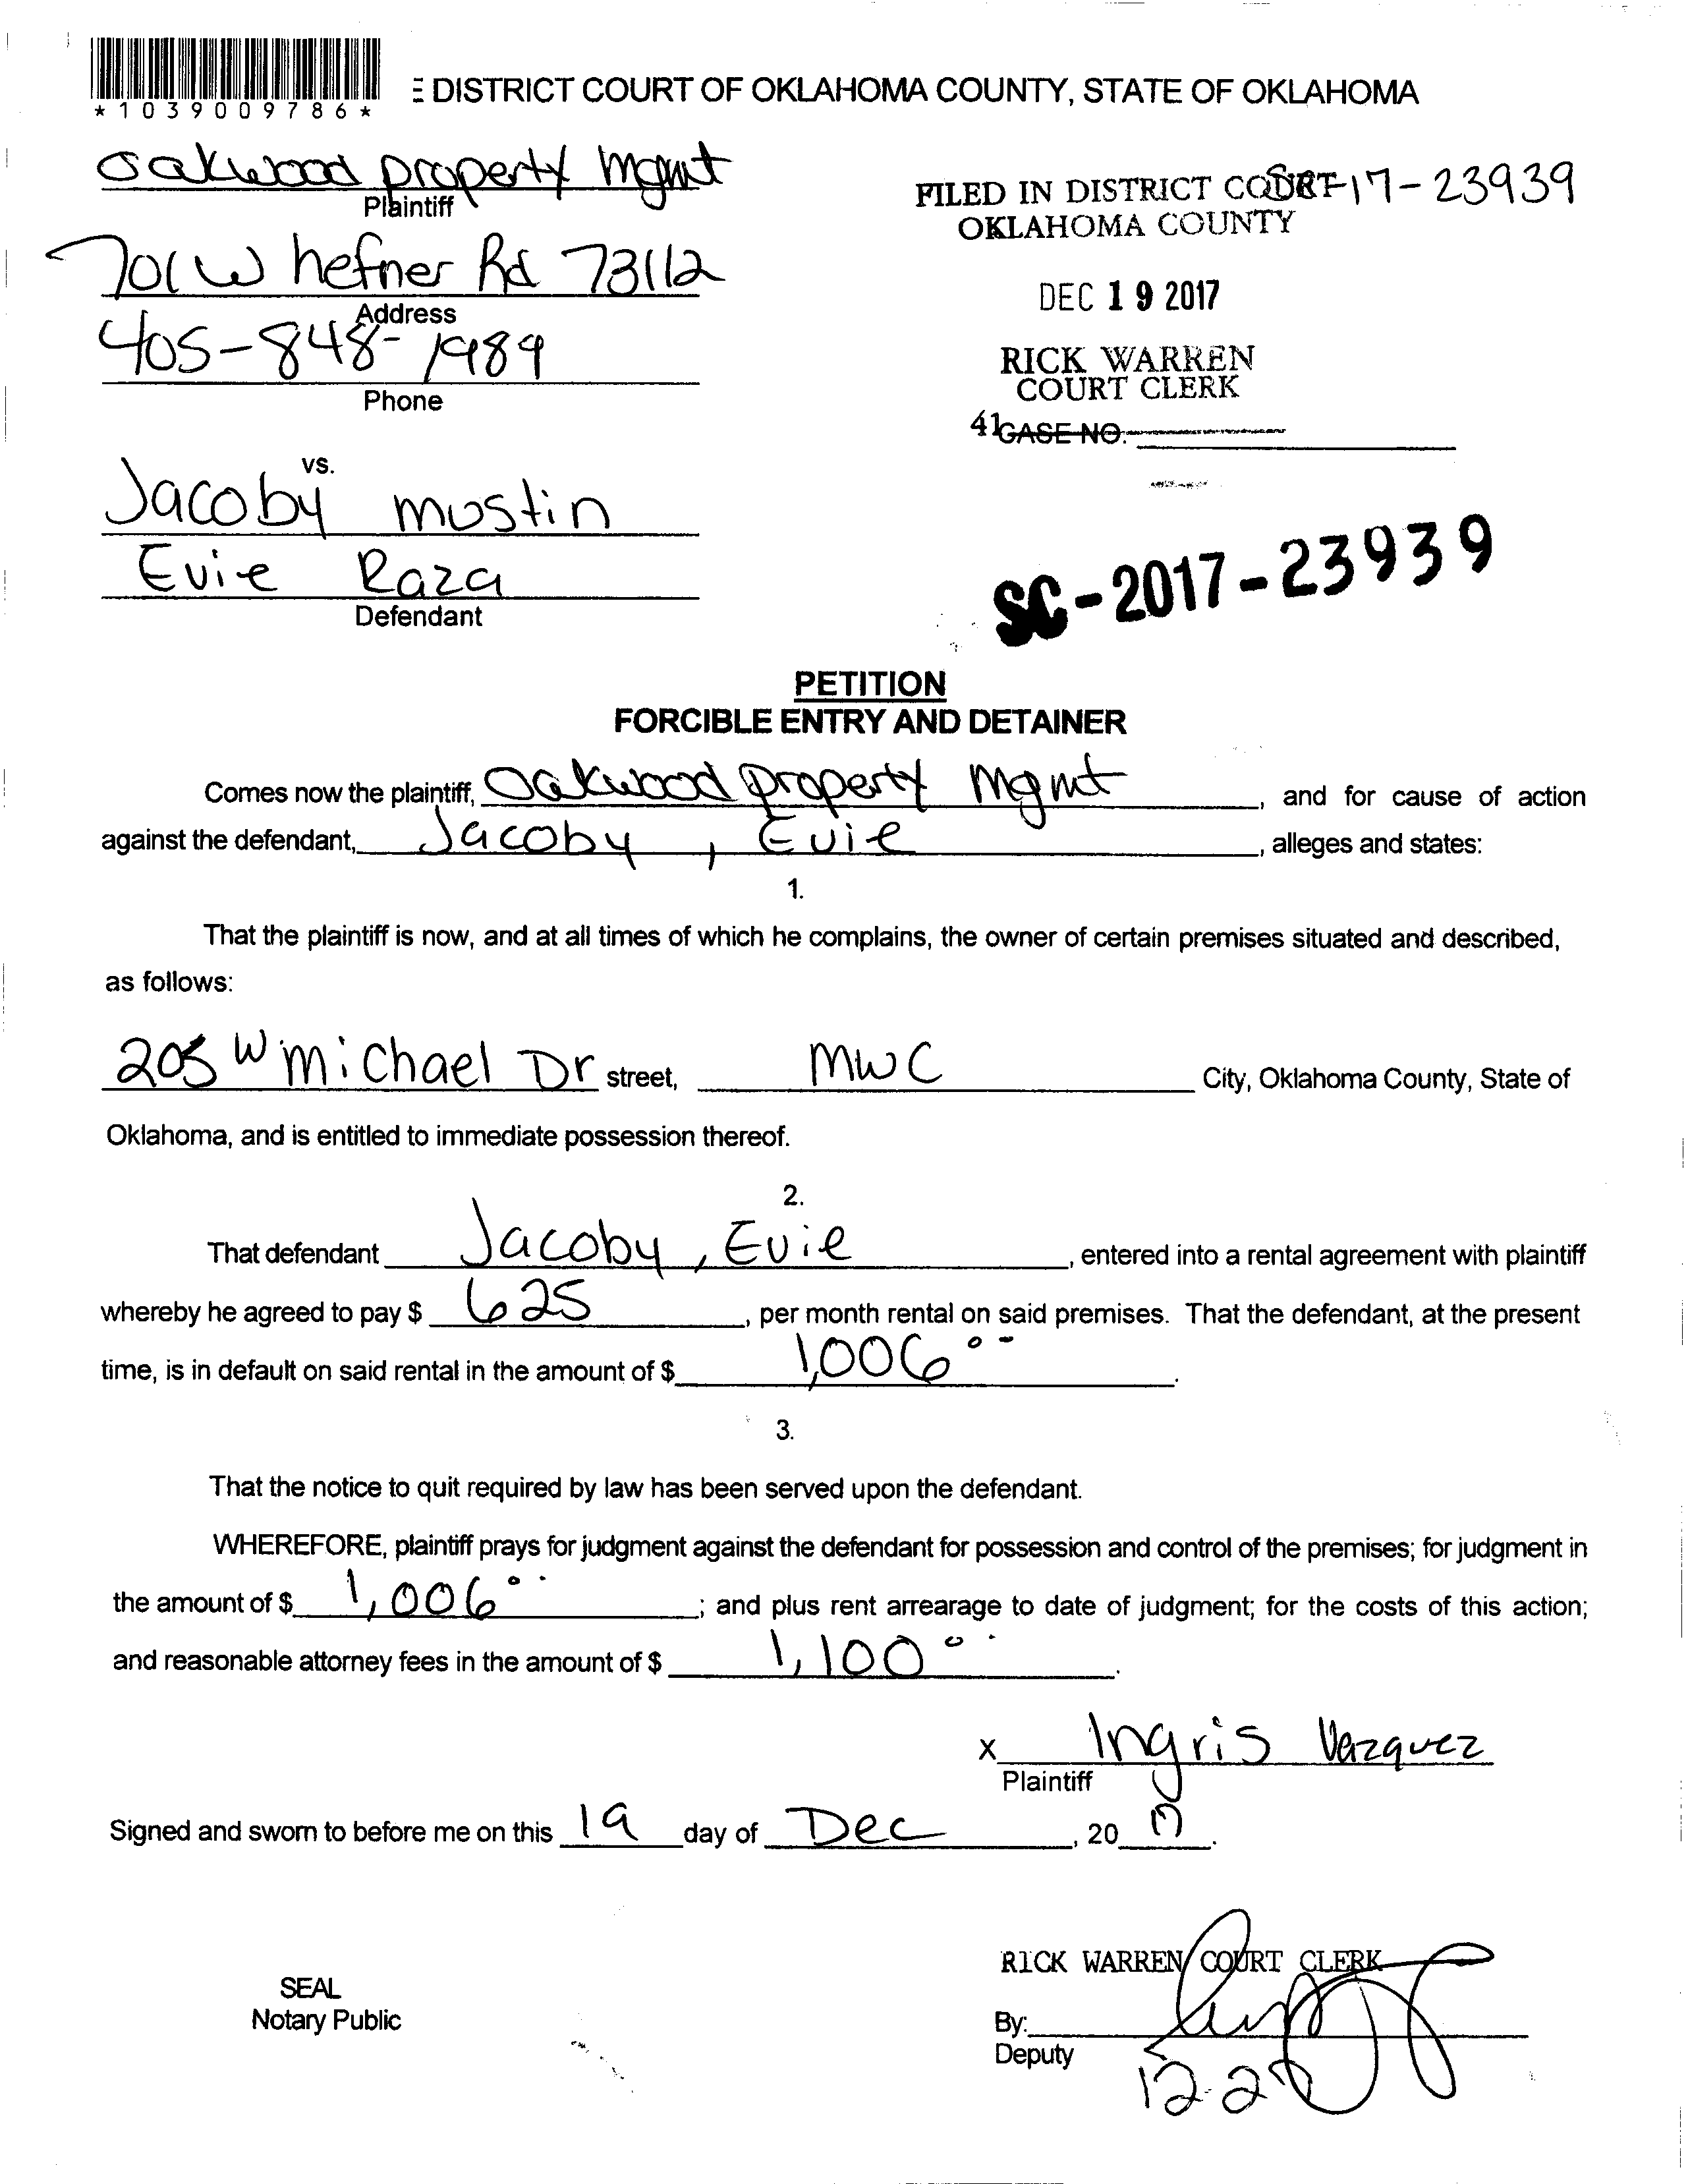 *1039009786*
DISTRICT COURT OF OKLAHOMA COUNTY, STATE OF OKLAHOMA
Oakwood property Mgmt
Plaintiff
FILED IN DISTRICT COURT 17-23939
OKLAHOMA COUNTY
701 W hefner Rd 73112
Address
DEC 19 2017
405-848-1989
Phone
RICK WARREN
COURT CLERK
41 CASE NO.
vs.
Jacoby mustin
Evie Raza
Defendant
SC-2017-23939
PETITION
FORCIBLE ENTRY AND DETAINER
Comes now the plaintiff, Oakwood property Mgmt, and for cause of action
against the defendant, Jacoby, Evie, alleges and states:
1.
That the plaintiff is now, and at all times of which he complains, the owner of certain premises situated and described,
as follows:
205 W Michael Dr street, MWC City, Oklahoma County, State of
Oklahoma, and is entitled to immediate possession thereof.
2.
That defendant Jacoby, Evie, entered into a rental agreement with plaintiff
whereby he agreed to pay $ 625, per month rental on said premises. That the defendant, at the present
time, is in default on said rental in the amount of $ 1,006 00.
3.
That the notice to quit required by law has been served upon the defendant.
WHEREFORE, plaintiff prays for judgment against the defendant for possession and control of the premises; for judgment in
the amount of $ 1,006 00; and plus rent arrearage to date of judgment; for the costs of this action;
and reasonable attorney fees in the amount of $ 1,100 00.
x Ingris Vazquez
Plaintiff
Signed and sworn to before me on this 19 day of Dec, 20 17.
RICK WARREN COURT CLERK
SEAL
Notary Public
By:
Deputy